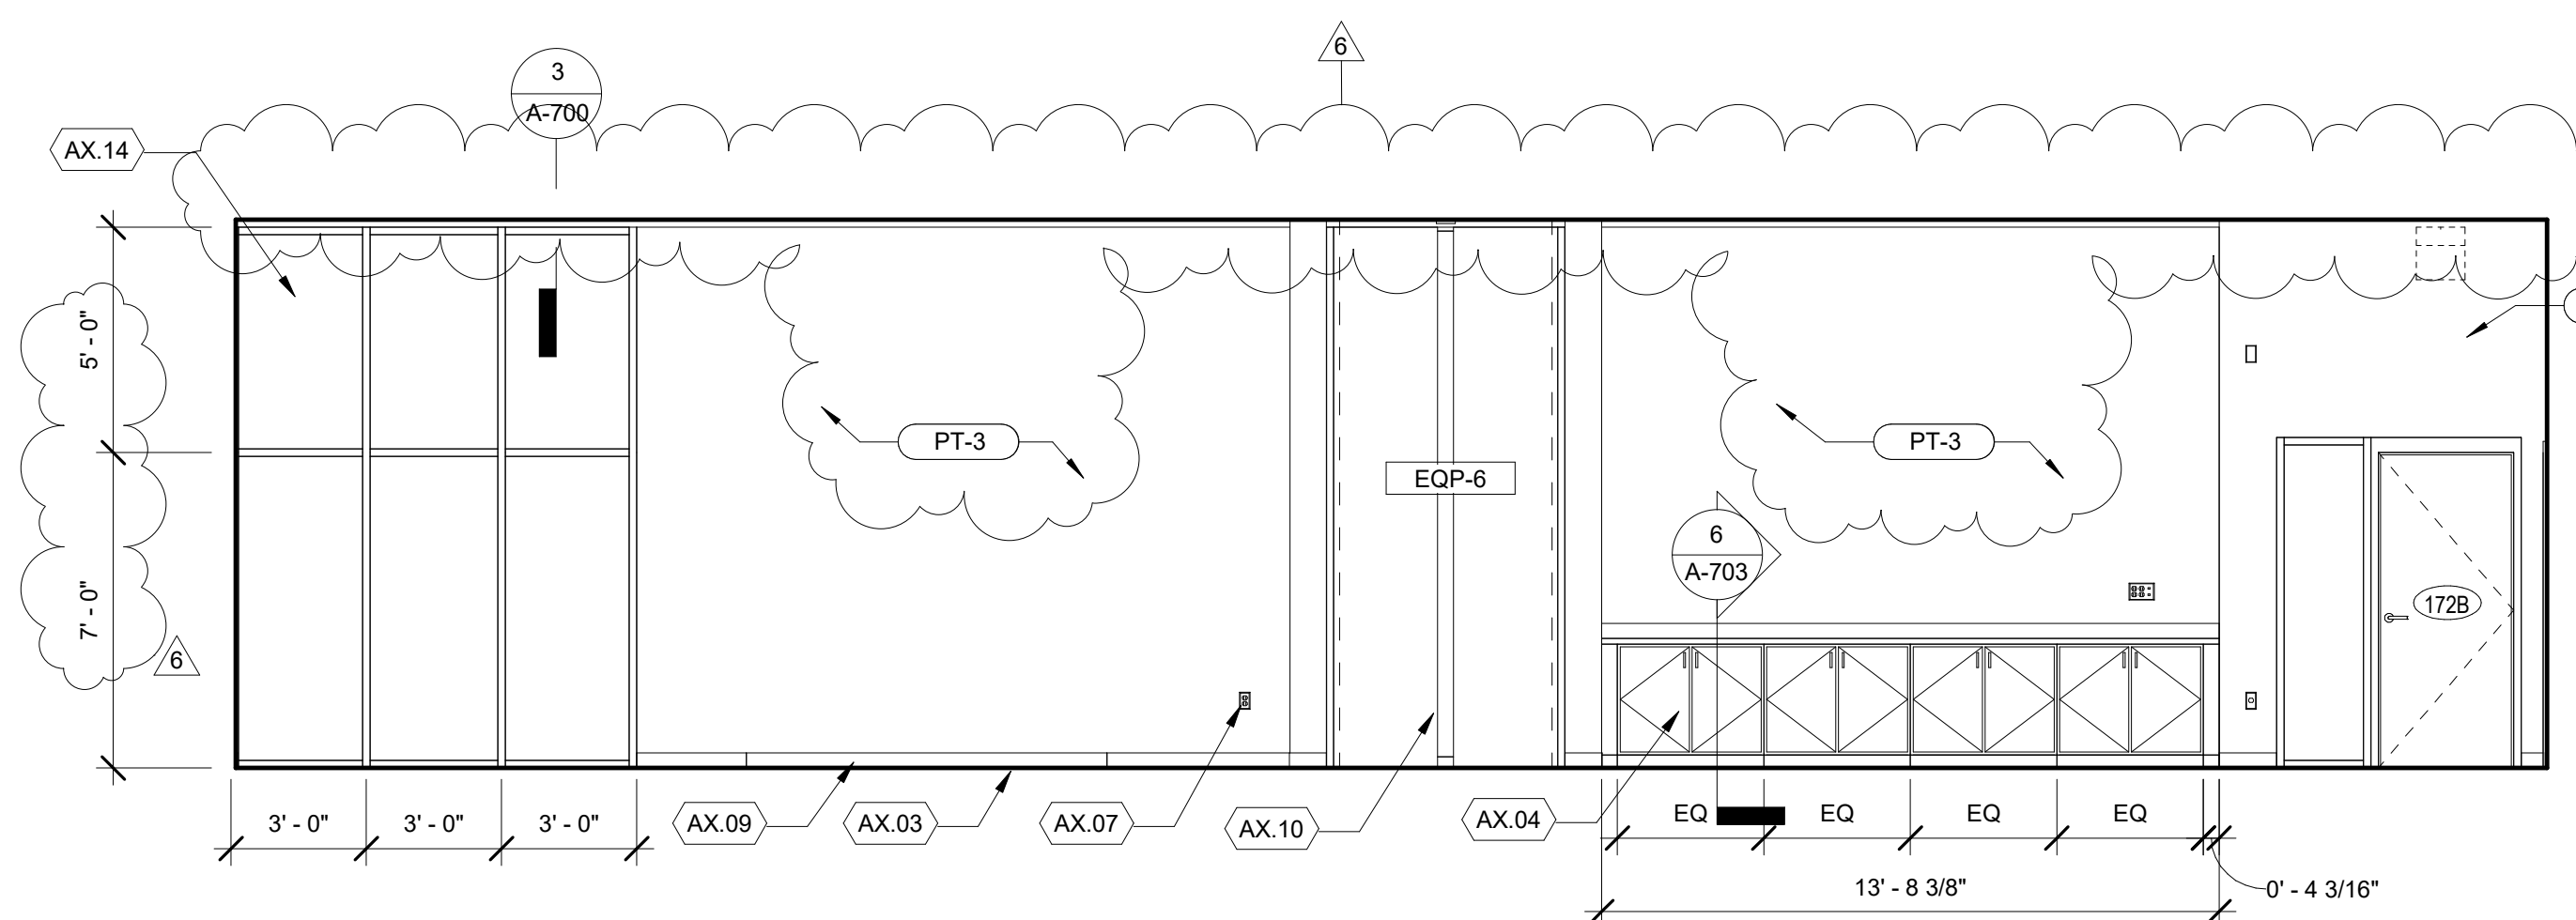 6
3
A-700
AX.14
5' - 0"
PT-3
PT-3
EQP-6
6
A-703
7' - 0"
172B
6
3' - 0"
3' - 0"
3' - 0"
AX.09
AX.03
AX.07
AX.10
AX.04
EQ
EQ
EQ
EQ
13' - 8 3/8"
0' - 4 3/16"